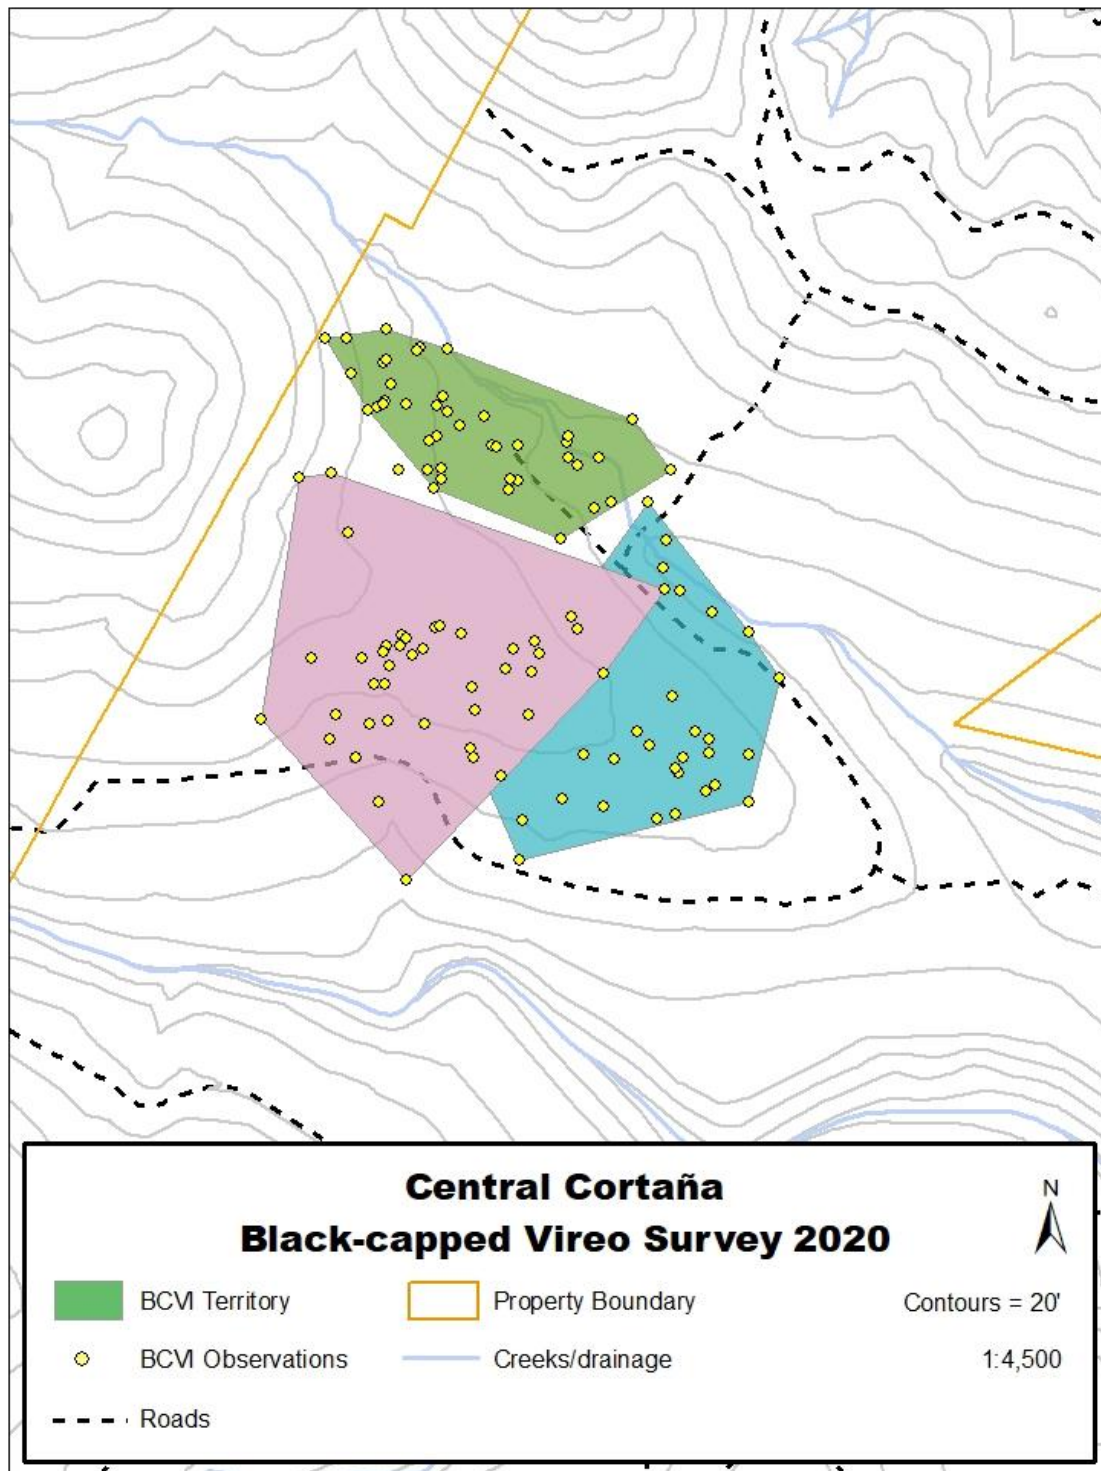 Central Cortaña
Black-capped Vireo Survey 2020
N
BCVI Territory
Property Boundary
Contours = 20'
BCVI Observations
Creeks/drainage
1:4,500
Roads